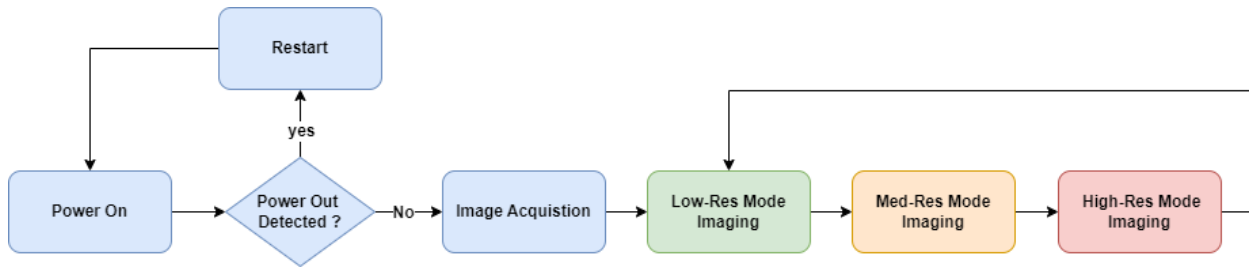 Restart
yes
Power On
Power Out
Detected ?
No
Image Acquistion
Low-Res Mode
Imaging
Med-Res Mode
Imaging
High-Res Mode
Imaging